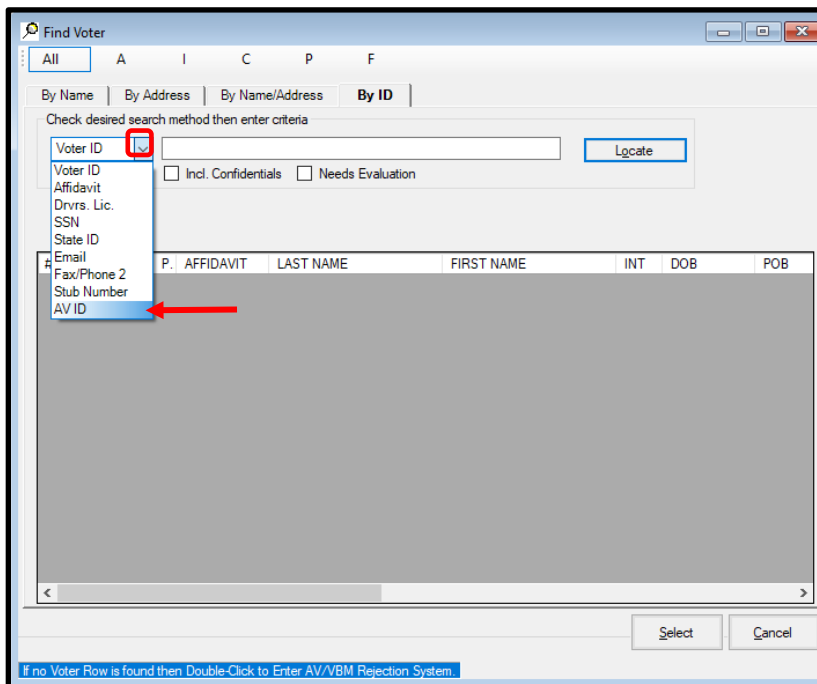 Find Voter
All A I C P F
By Name By Address By Name/Address By ID
Check desired search method then enter criteria
Voter ID Locate
Voter ID
Incl. Confidentials Needs Evaluation
Affidavit
Drvrs. Lic.
SSN
State ID
Email
Fax/Phone 2
Stub Number
AV ID
# P. AFFIDAVIT LAST NAME FIRST NAME INT DOB POB
Select Cancel
If no Voter Row is found then Double-Click to Enter AV/VBM Rejection System.